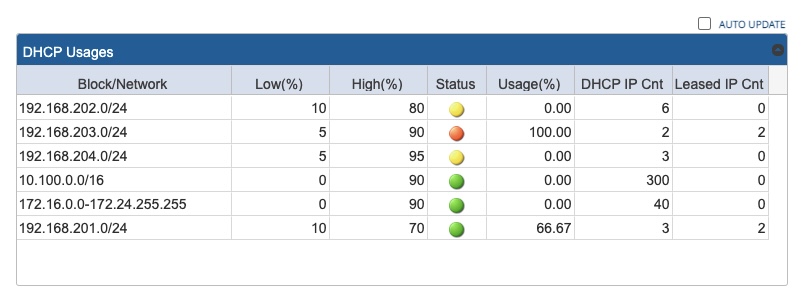 AUTO UPDATE
DHCP Usages
Block/Network Low(%) High(%) Status Usage(%) DHCP IP Cnt Leased IP Cnt
192.168.202.0/24 10 80 0.00 6 0
192.168.203.0/24 5 90 100.00 2 2
192.168.204.0/24 5 95 0.00 3 0
10.100.0.0/16 0 90 0.00 300 0
172.16.0.0-172.24.255.255 0 90 0.00 40 0
192.168.201.0/24 10 70 66.67 3 2